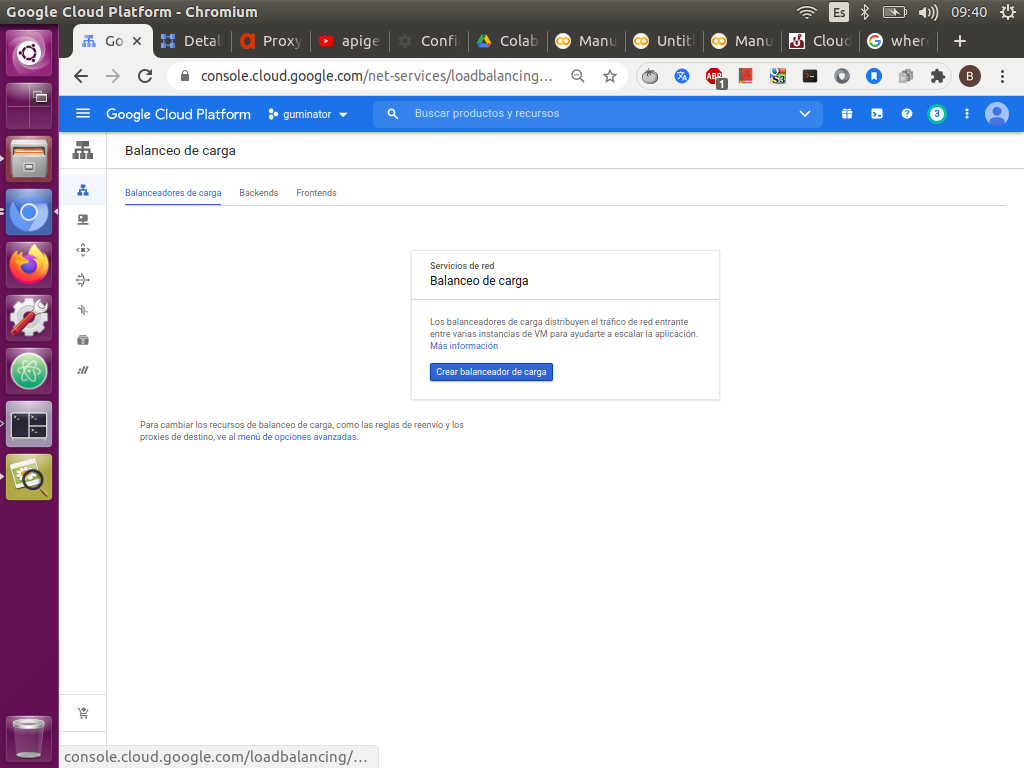 Google Cloud Platform - Chromium
Es
09:40
Go
Detal
Proxy
apige
Confi
Colab
Manu
Untit
Manu
Cloud
wher
console.cloud.google.com/net-services/loadbalancing...
ABP
1
S3
B
Google Cloud Platform
guminator
Buscar productos y recursos
3
Balanceo de carga
Balanceadores de carga
Backends
Frontends
Servicios de red
Balanceo de carga
Los balanceadores de carga distribuyen el tráfico de red entrante
entre varias instancias de VM para ayudarte a escalar la aplicación.
Más información
Crear balanceador de carga
Para cambiar los recursos de balanceo de carga, como las reglas de reenvío y los
proxies de destino, ve al menú de opciones avanzadas.
console.cloud.google.com/loadbalancing/...